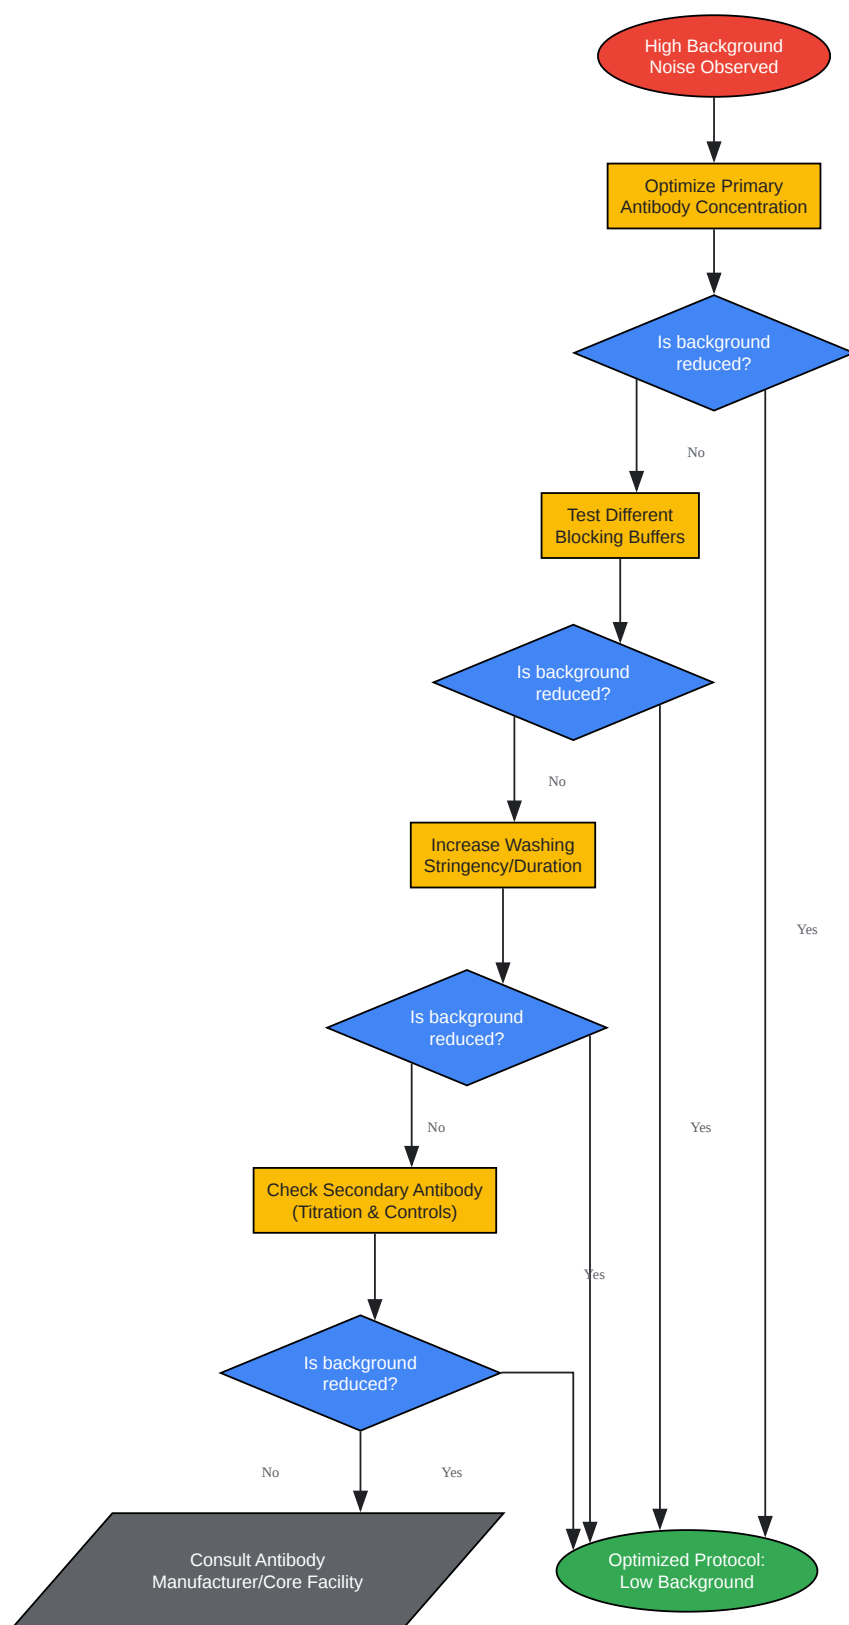 High Background
Noise Observed
Optimize Primary
Antibody Concentration
Is background
reduced?
No
Test Different
Blocking Buffers
Is background
reduced?
No
Increase Washing
Stringency/Duration
Yes
Is background
reduced?
No
Yes
Check Secondary Antibody
(Titration & Controls)
Yes
Is background
reduced?
No
Yes
Consult Antibody
Manufacturer/Core Facility
Optimized Protocol:
Low Background